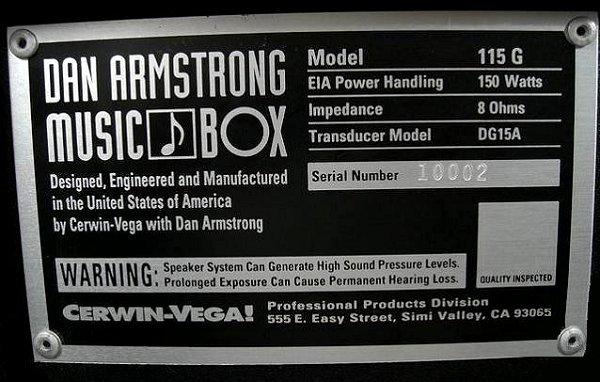 DAN ARMSTRONG
MUSIC BOX
Designed, Engineered and Manufactured
in the United States of America
by Cerwin-Vega with Dan Armstrong
Model 115 G
EIA Power Handling 150 Watts
Impedance 8 Ohms
Transducer Model DG15A
Serial Number 10002
QUALITY INSPECTED
WARNING: Speaker System Can Generate High Sound Pressure Levels.
Prolonged Exposure Can Cause Permanent Hearing Loss.
CERWIN-VEGA! Professional Products Division
555 E. Easy Street, Simi Valley, CA 93065